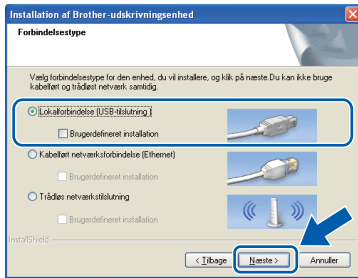 Installation af Brother-udskrivningsenhed
Forbindelsestype
Vælg forbindelsestype for den enhed, du vil installere, og klik på næste.Du kan ikke bruge
kabelført og trådløst netværk samtidig.
Lokalforbindelse (USB-tilslutning )
Brugerdefineret installation
Kabelført netværksforbindelse (Ethernet)
Brugerdefineret installation
Trådløs netværkstilslutning
Brugerdefineret installation
InstallShield
< Tilbage
Næste >
Annuller